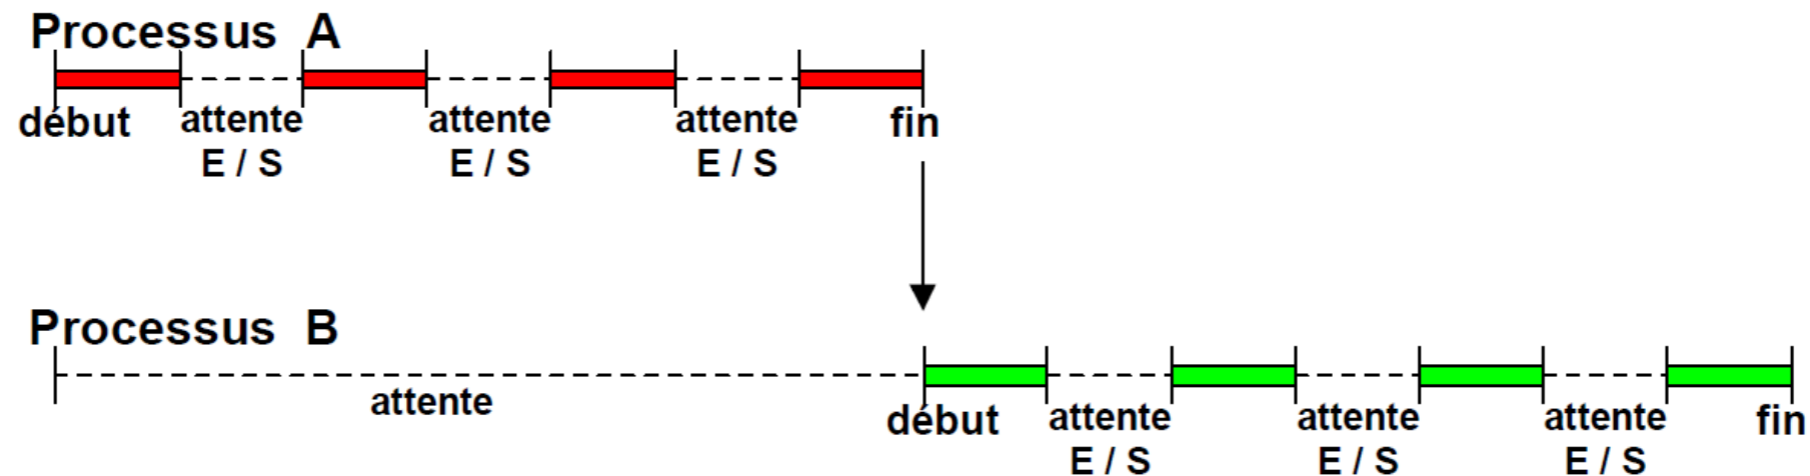 Processus A
début attente attente attente fin
E / S E / S E / S
Processus B
attente
début attente attente attente fin
E / S E / S E / S